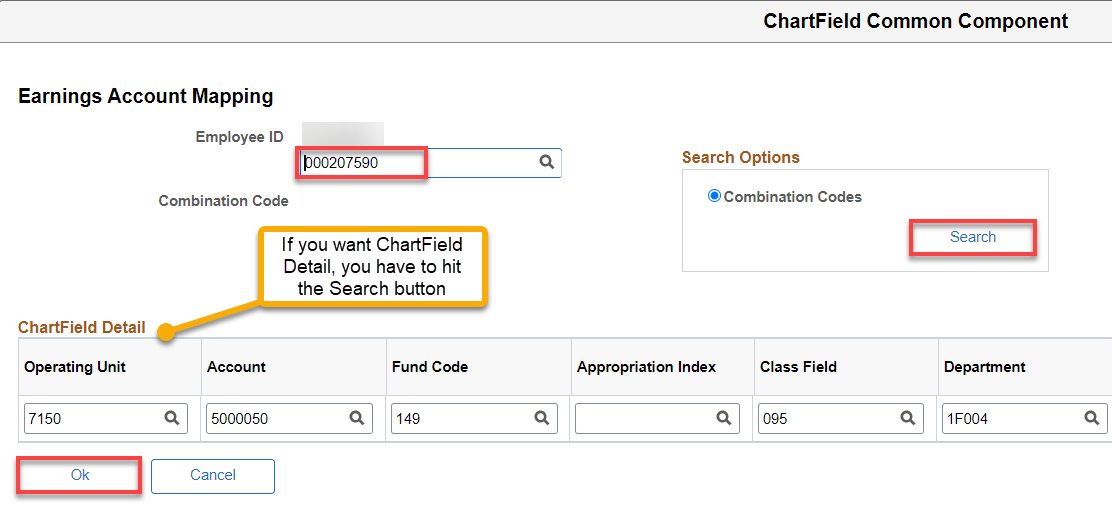 ChartField Common Component
Earnings Account Mapping
Employee ID
000207590
Combination Code
Search Options
Combination Codes
Search
If you want ChartField
Detail, you have to hit
the Search button
ChartField Detail
Operating Unit Account Fund Code Appropriation Index Class Field Department
7150 5000050 149 095 1F004
Ok Cancel